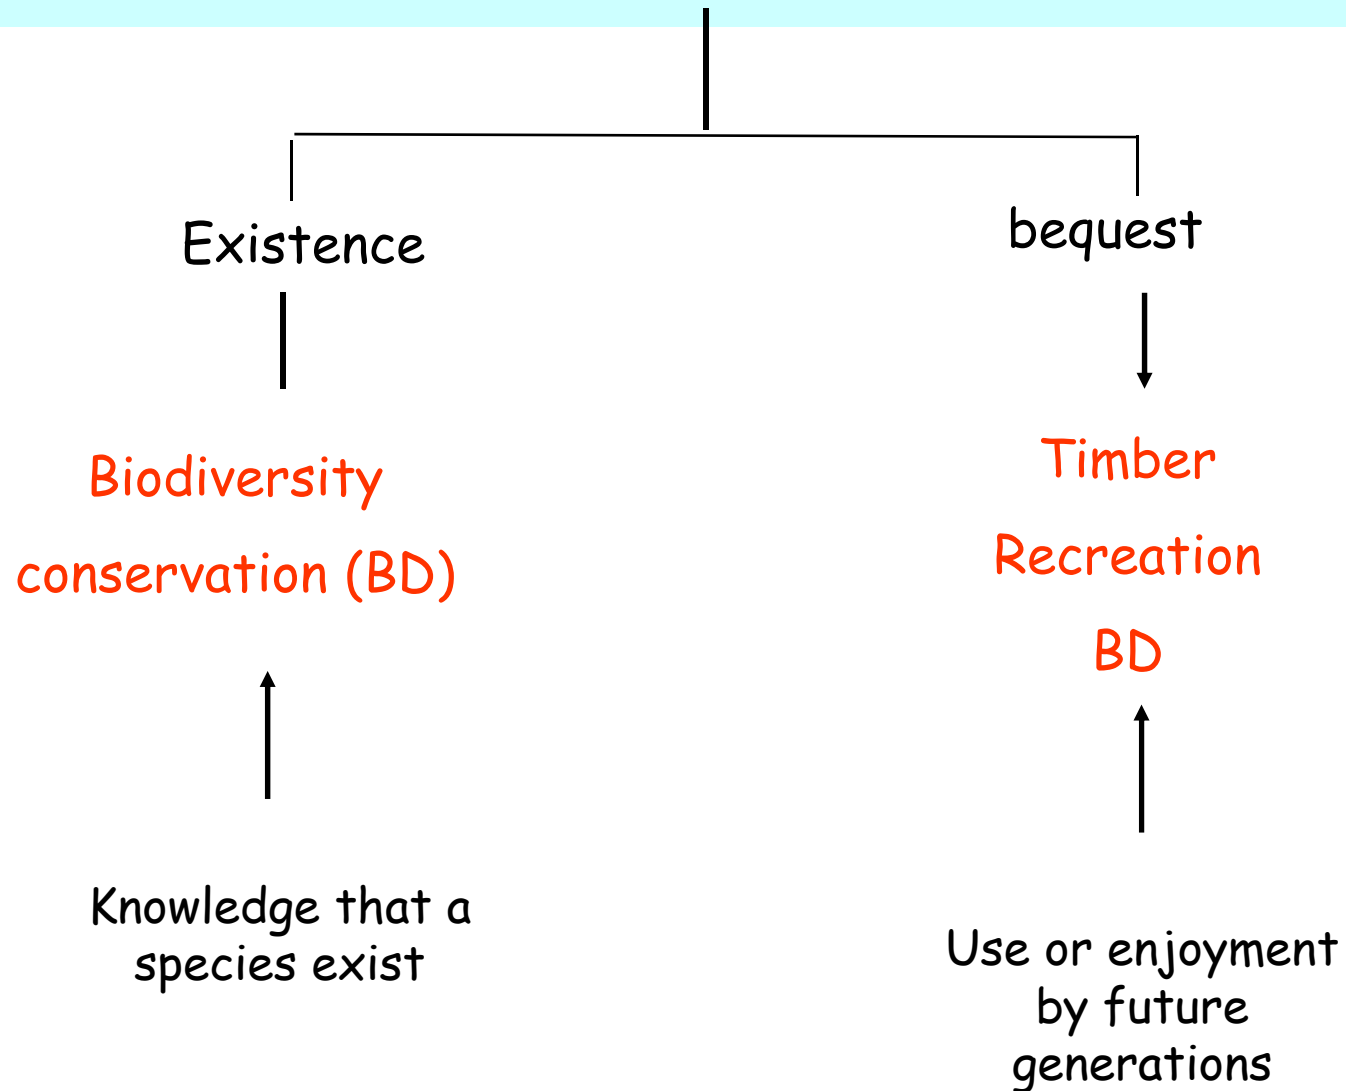 Existence
bequest
Biodiversity
conservation (BD)
Timber
Recreation
BD
Knowledge that a
species exist
Use or enjoyment
by future
generations